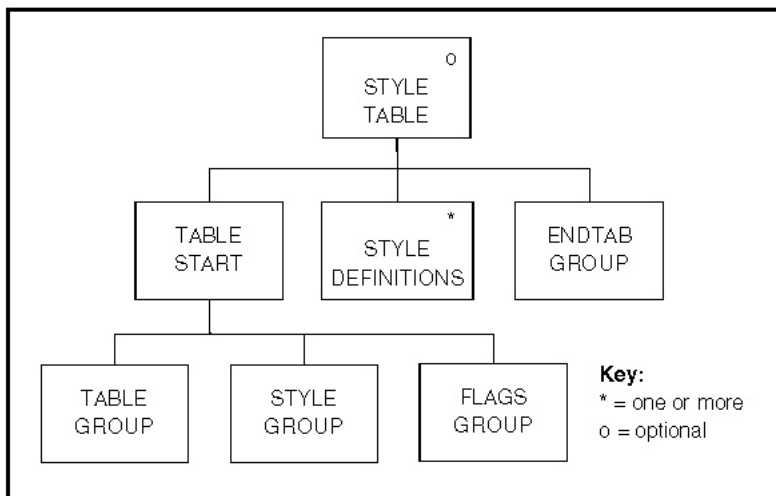 o
STYLE
TABLE
TABLE
START
*
STYLE
DEFINITIONS
ENDTAB
GROUP
TABLE
GROUP
STYLE
GROUP
FLAGS
GROUP
Key:
* = one or more
o = optional